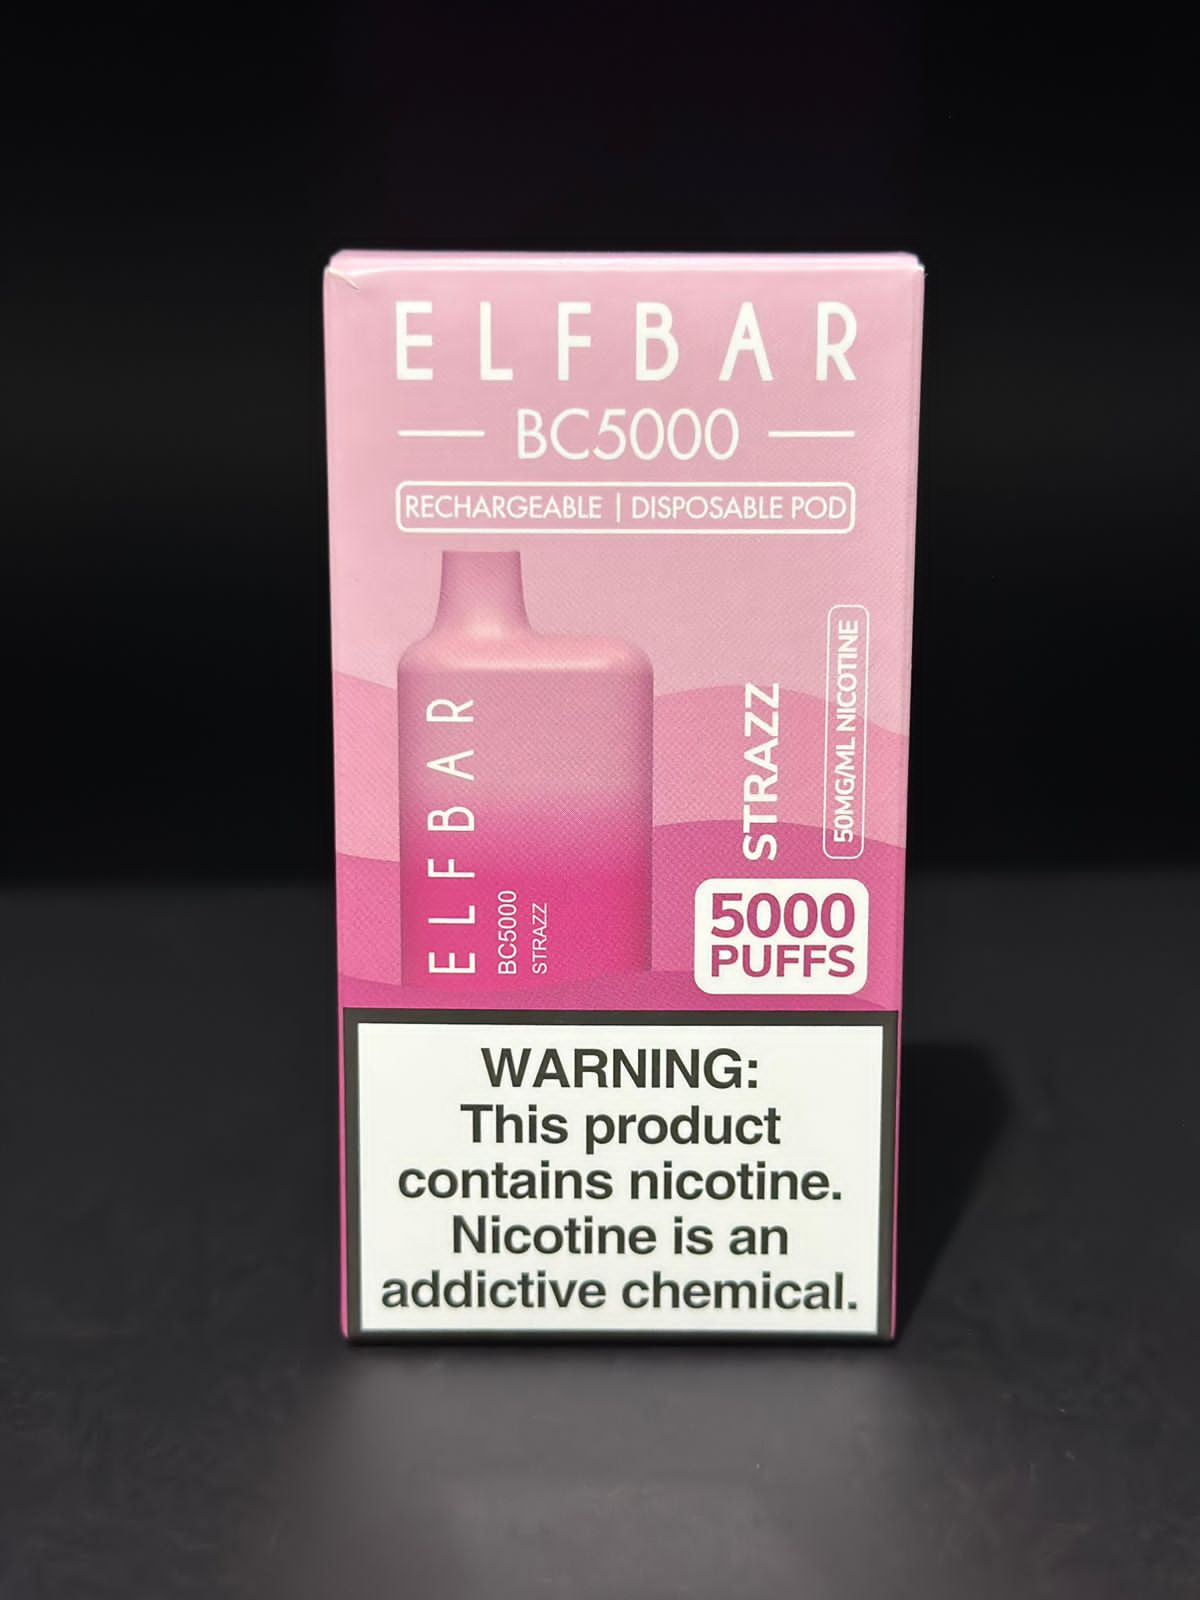 ELFBAR
BC5000
RECHARGEABLE | DISPOSABLE POD
ELFBAR
BC5000
STRAZZ
STRAZZ
50MG/ML NICOTINE
5000
PUFFS
WARNING:
This product
contains nicotine.
Nicotine is an
addictive chemical.